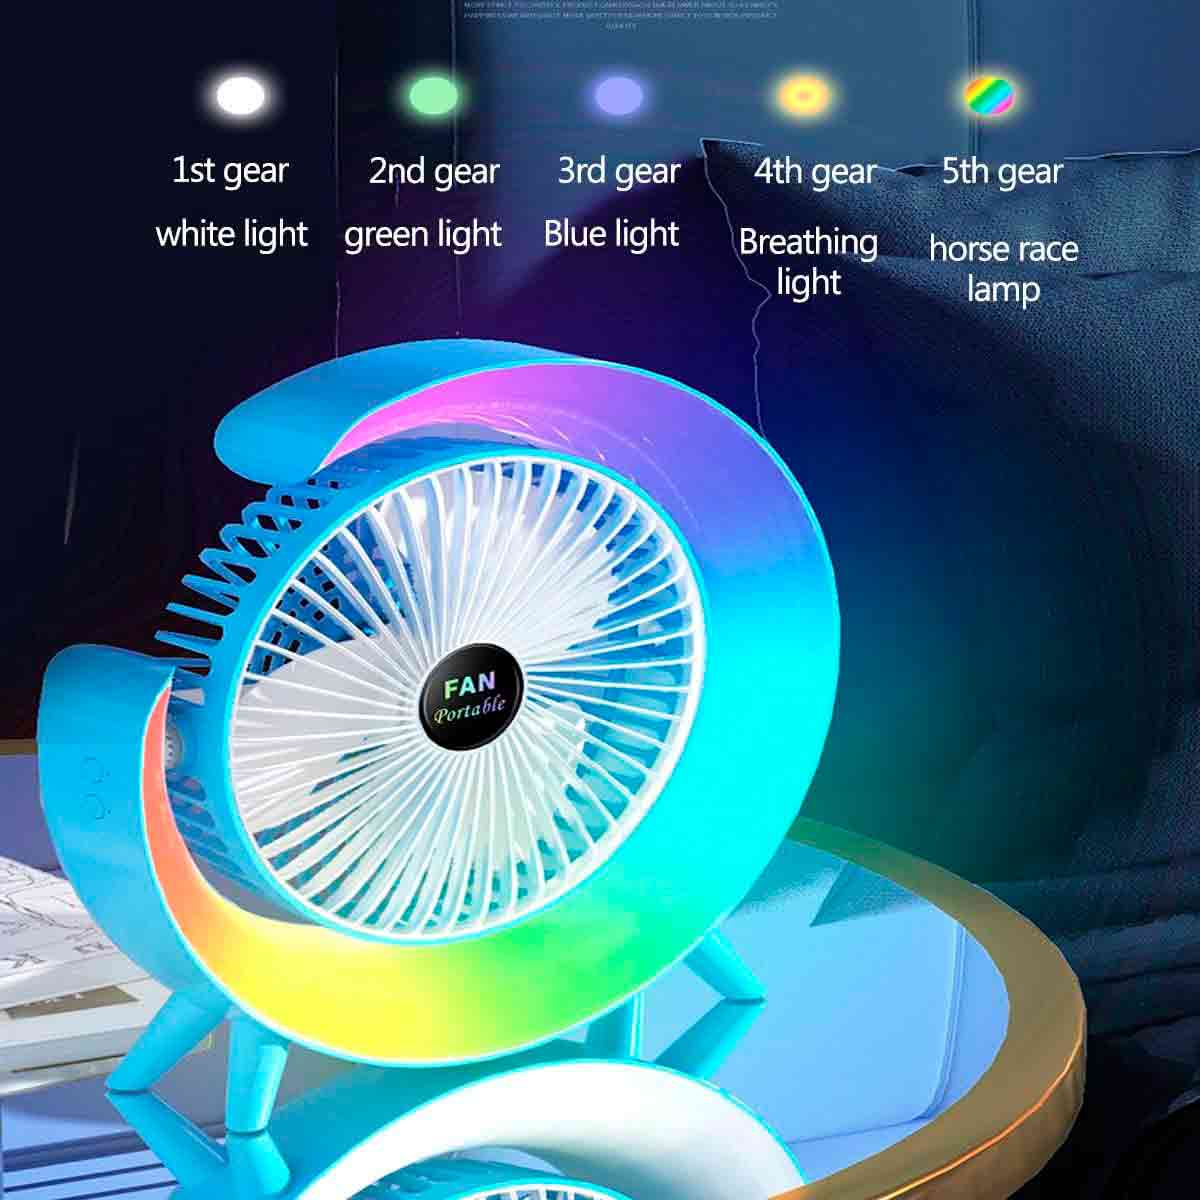 1st gear 2nd gear 3rd gear 4th gear 5th gear
white light green light Blue light Breathing light horse race lamp
FAN
Portable